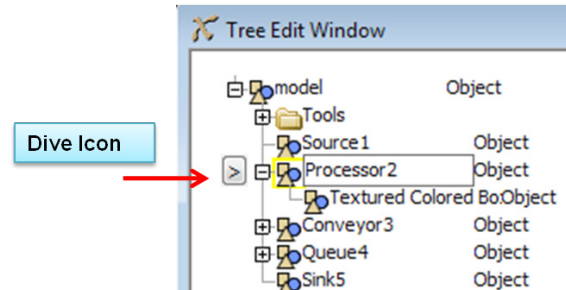 Tree Edit Window
model Object
Tools
Source1 Object
Dive Icon
> Processor2 Object
Textured Colored Bo:Object
Conveyor3 Object
Queue4 Object
Sink5 Object